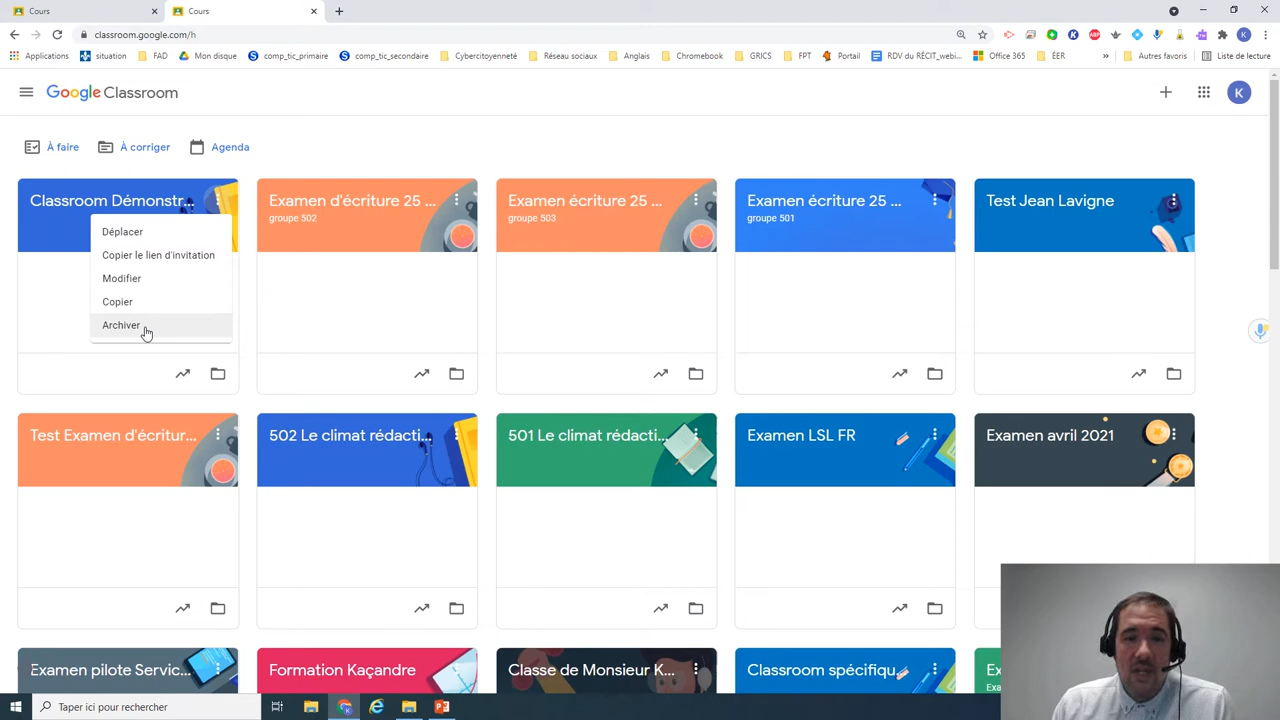 Cours
Cours
classroom.google.com/h
K
Applications
situation
FAD
Mon disque
comp_tic_primaire
comp_tic_secondaire
Cybercitoyenneté
Réseau sociaux
Anglais
Chromebook
GRICS
FPT
Portail
RDV du RÉCIT_webi...
Office 365
ÉER
»
Autres favoris
Liste de lecture
Google Classroom
K
À faire
À corriger
Agenda
Classroom Démonstr...
Déplacer
Copier le lien d'invitation
Modifier
Copier
Archiver
Examen d'écriture 25 ...
groupe 502
Examen écriture 25 ...
groupe 503
Examen écriture 25 ...
groupe 501
Test Jean Lavigne
Test Examen d'écritur...
502 Le climat rédacti...
501 Le climat rédacti...
Examen LSL FR
Examen avril 2021
Examen pilote Servic...
Formation Kaçandre
Classe de Monsieur K...
Classroom spécifiqu...
Taper ici pour rechercher